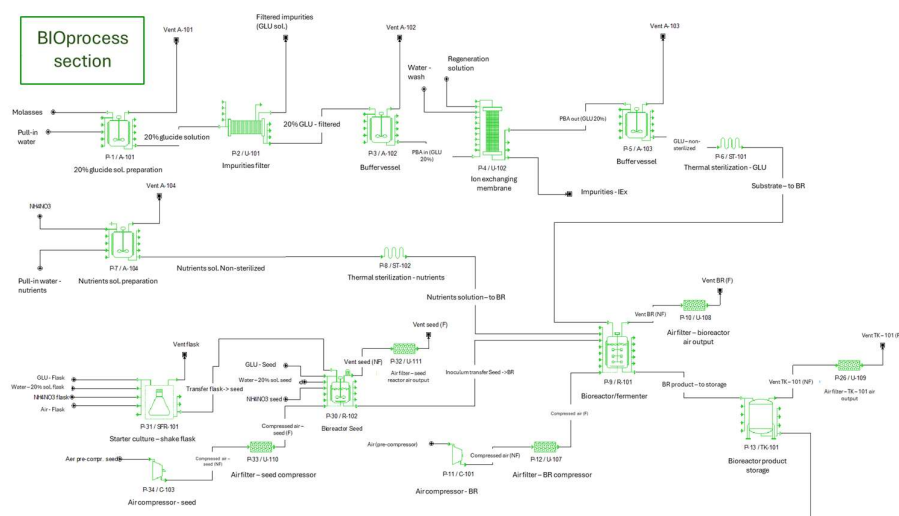 BIOprocess
section
Vent A-101
Filtered impurities
(GLU sol.)
Vent A-102
Vent A-103
Water -
wash
Regeneration
solution
Molasses
Pull-in
water
20% glucide solution
P-1 / A-101
20% glucide sol. preparation
P-2 / U-101
Impurities filter
20% GLU - filtered
P-3 / A-102
Buffer vessel
PBA in (GLU
20%)
P-4 / U-102
Ion exchanging
membrane
PBA out (GLU 20%)
P-5 / A-103
Buffer vessel
GLU – non-
sterilized
P-6 / ST-101
Thermal sterilization - GLU
Impurities - IEx
Substrate – to BR
Vent A-104
NH4NO3
Pull-in water -
nutrients
P-7 / A-104
Nutrients sol. preparation
Nutrients sol. Non-sterilized
P-8 / ST-102
Thermal sterilization - nutrients
Nutrients solution – to BR
Vent BR (F)
Vent BR (NF)
P-10 / U-108
Air filter – bioreactor
air output
Vent seed (F)
Vent seed (NF)
P-32 / U-111
Air filter – seed
reactor air output
Vent flask
GLU - Flask
Water – 20% sol. flask
NH4NO3 flask
Air - Flask
Transfer flask -> seed
P-31 / SFR-101
Starter culture – shake flask
GLU - Seed
Water – 20% sol. seed
NH4NO3 seed
P-30 / R-102
Bioreactor Seed
Inoculum transfer Seed -> BR
P-9 / R-101
Bioreactor/fermenter
BR product – to storage
Vent TK – 101 (F
Vent TK – 101 (NF)
P-26 / U-109
Air filter – TK – 101 air
output
P-13 / TK-101
Bioreactor product
storage
Compressed air –
seed (F)
Compressed air –
seed (NF)
P-33 / U-110
Air filter – seed compressor
Aer pre-compr. seed
P-34 / C-103
Air compressor - seed
Air (pre-compressor)
Compressed air (NF)
Compressed air (F)
P-12 / U-107
Air filter – BR compressor
P-11 / C-101
Air compressor - BR